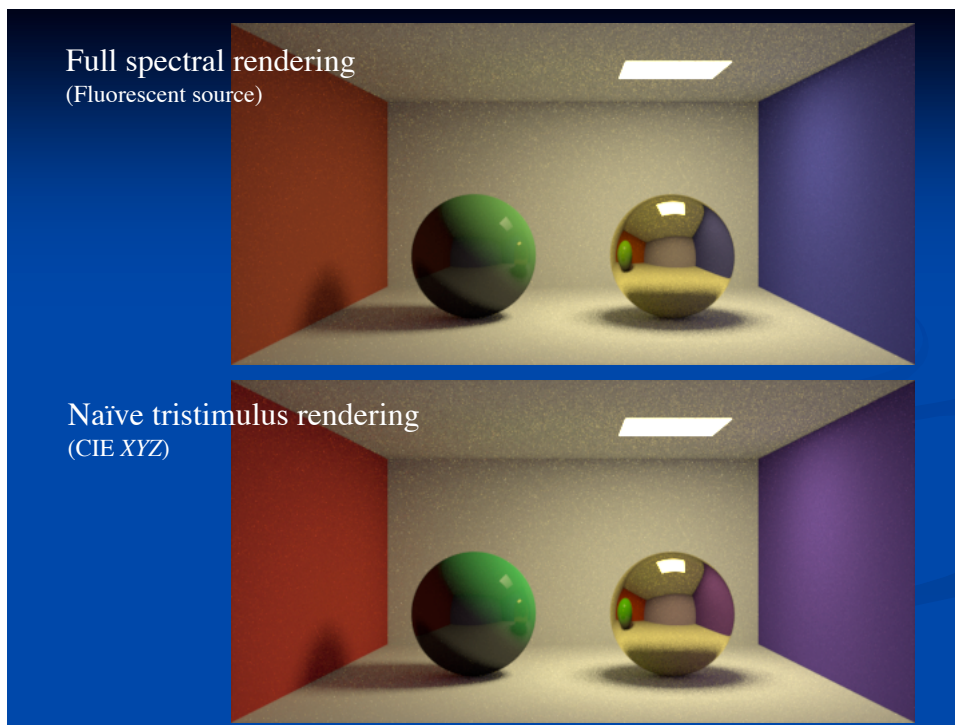 Full spectral rendering
(Fluorescent source)
Naïve tristimulus rendering
(CIE XYZ)